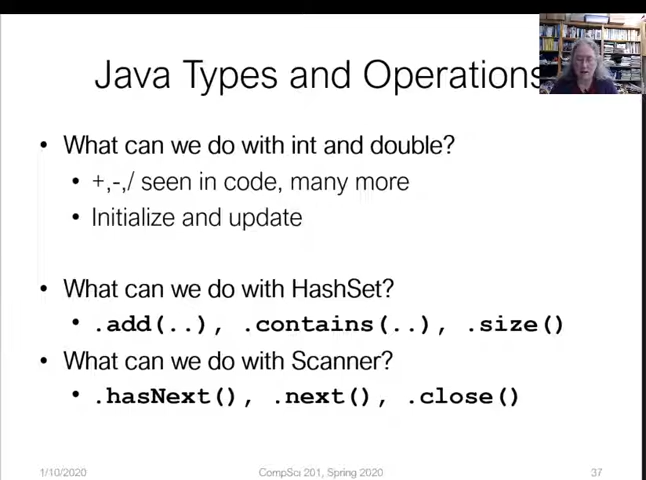 Java Types and Operations
• What can we do with int and double?
• +,-,/ seen in code, many more
• Initialize and update
• What can we do with HashSet?
• .add(..), .contains(..), .size()
• What can we do with Scanner?
• .hasNext(), .next(), .close()
1/10/2020 CompSci 201, Spring 2020 37